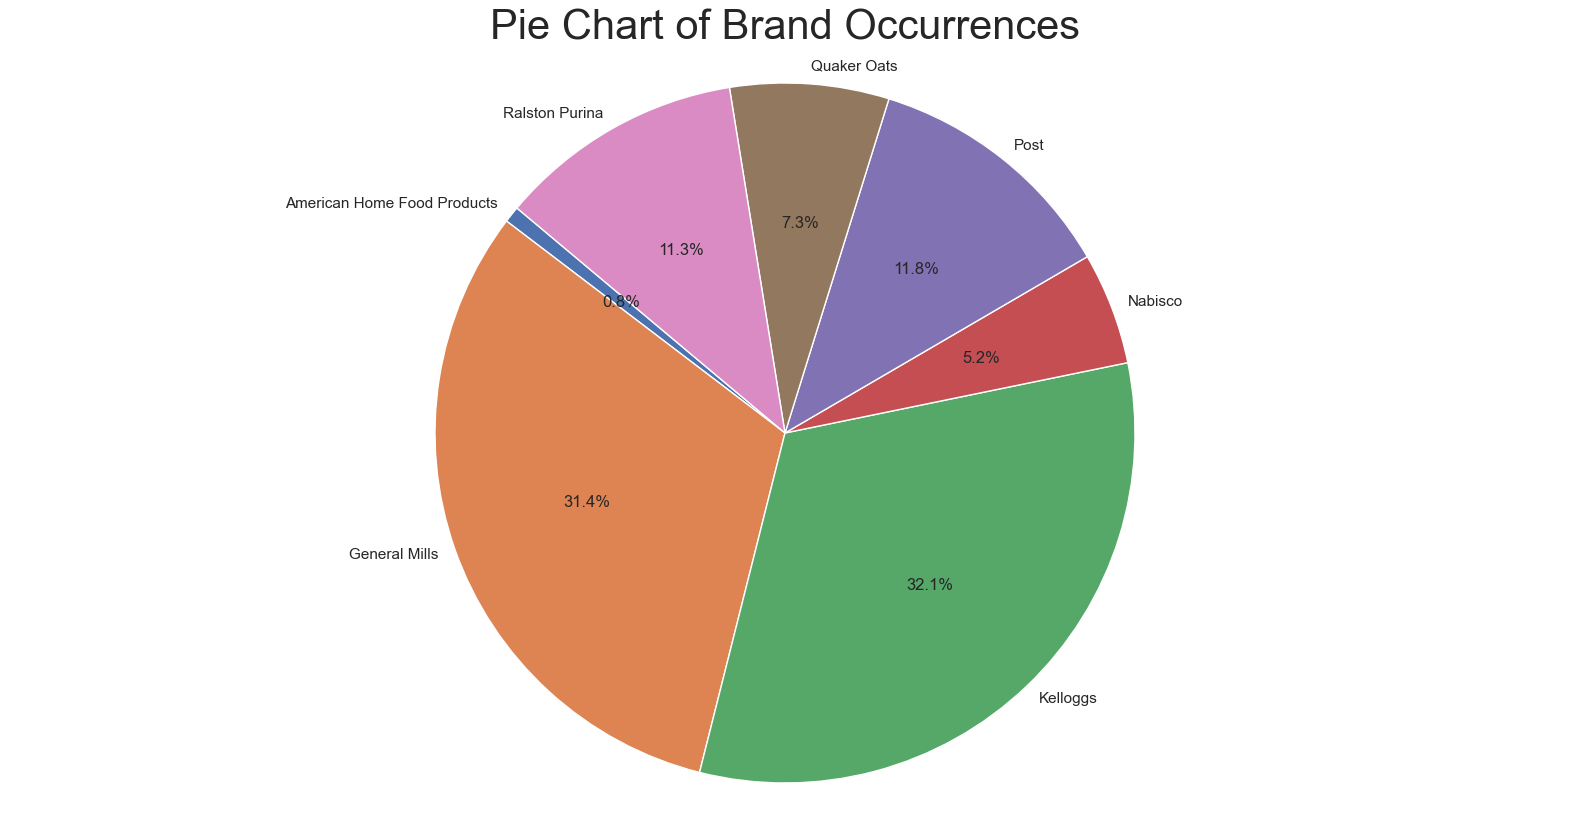 Pie Chart of Brand Occurrences
Quaker Oats
Ralston Purina
Post
American Home Food Products
7.3%
11.3%
11.8%
0.8%
Nabisco
5.2%
31.4%
General Mills
32.1%
Kelloggs